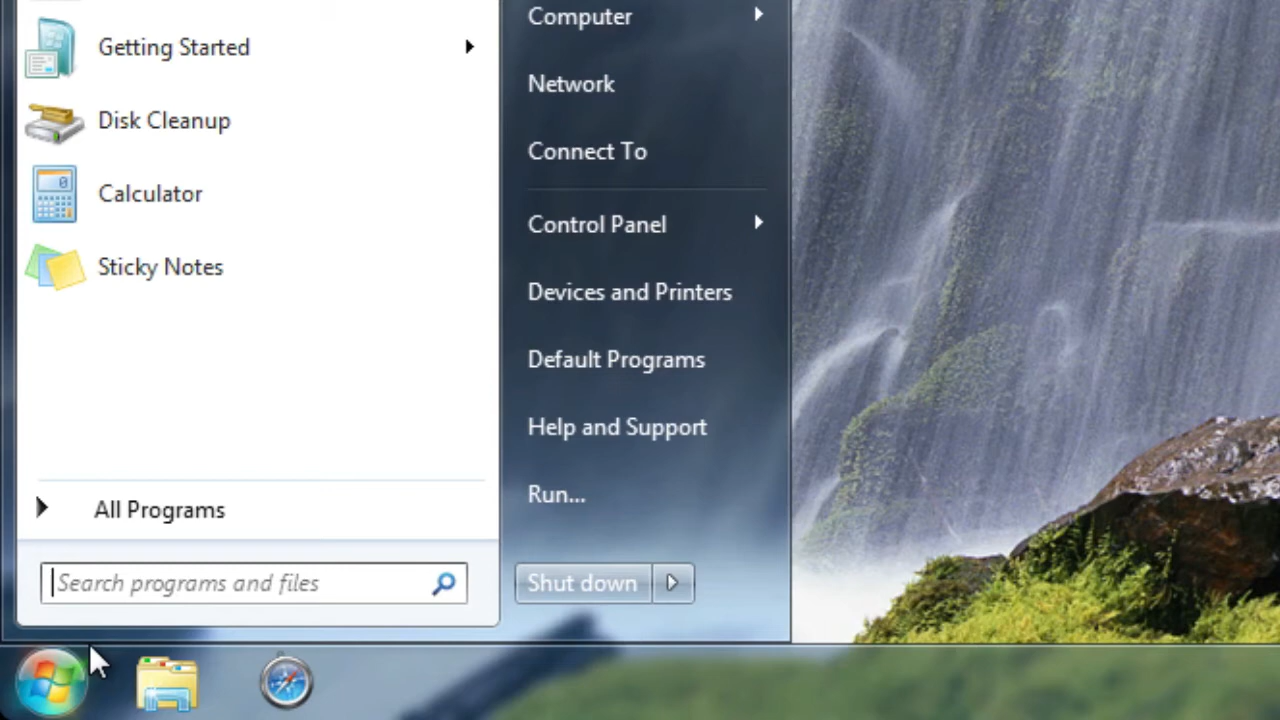 Getting Started
Disk Cleanup
Calculator
Sticky Notes
All Programs
Search programs and files
Computer
Network
Connect To
Control Panel
Devices and Printers
Default Programs
Help and Support
Run...
Shut down